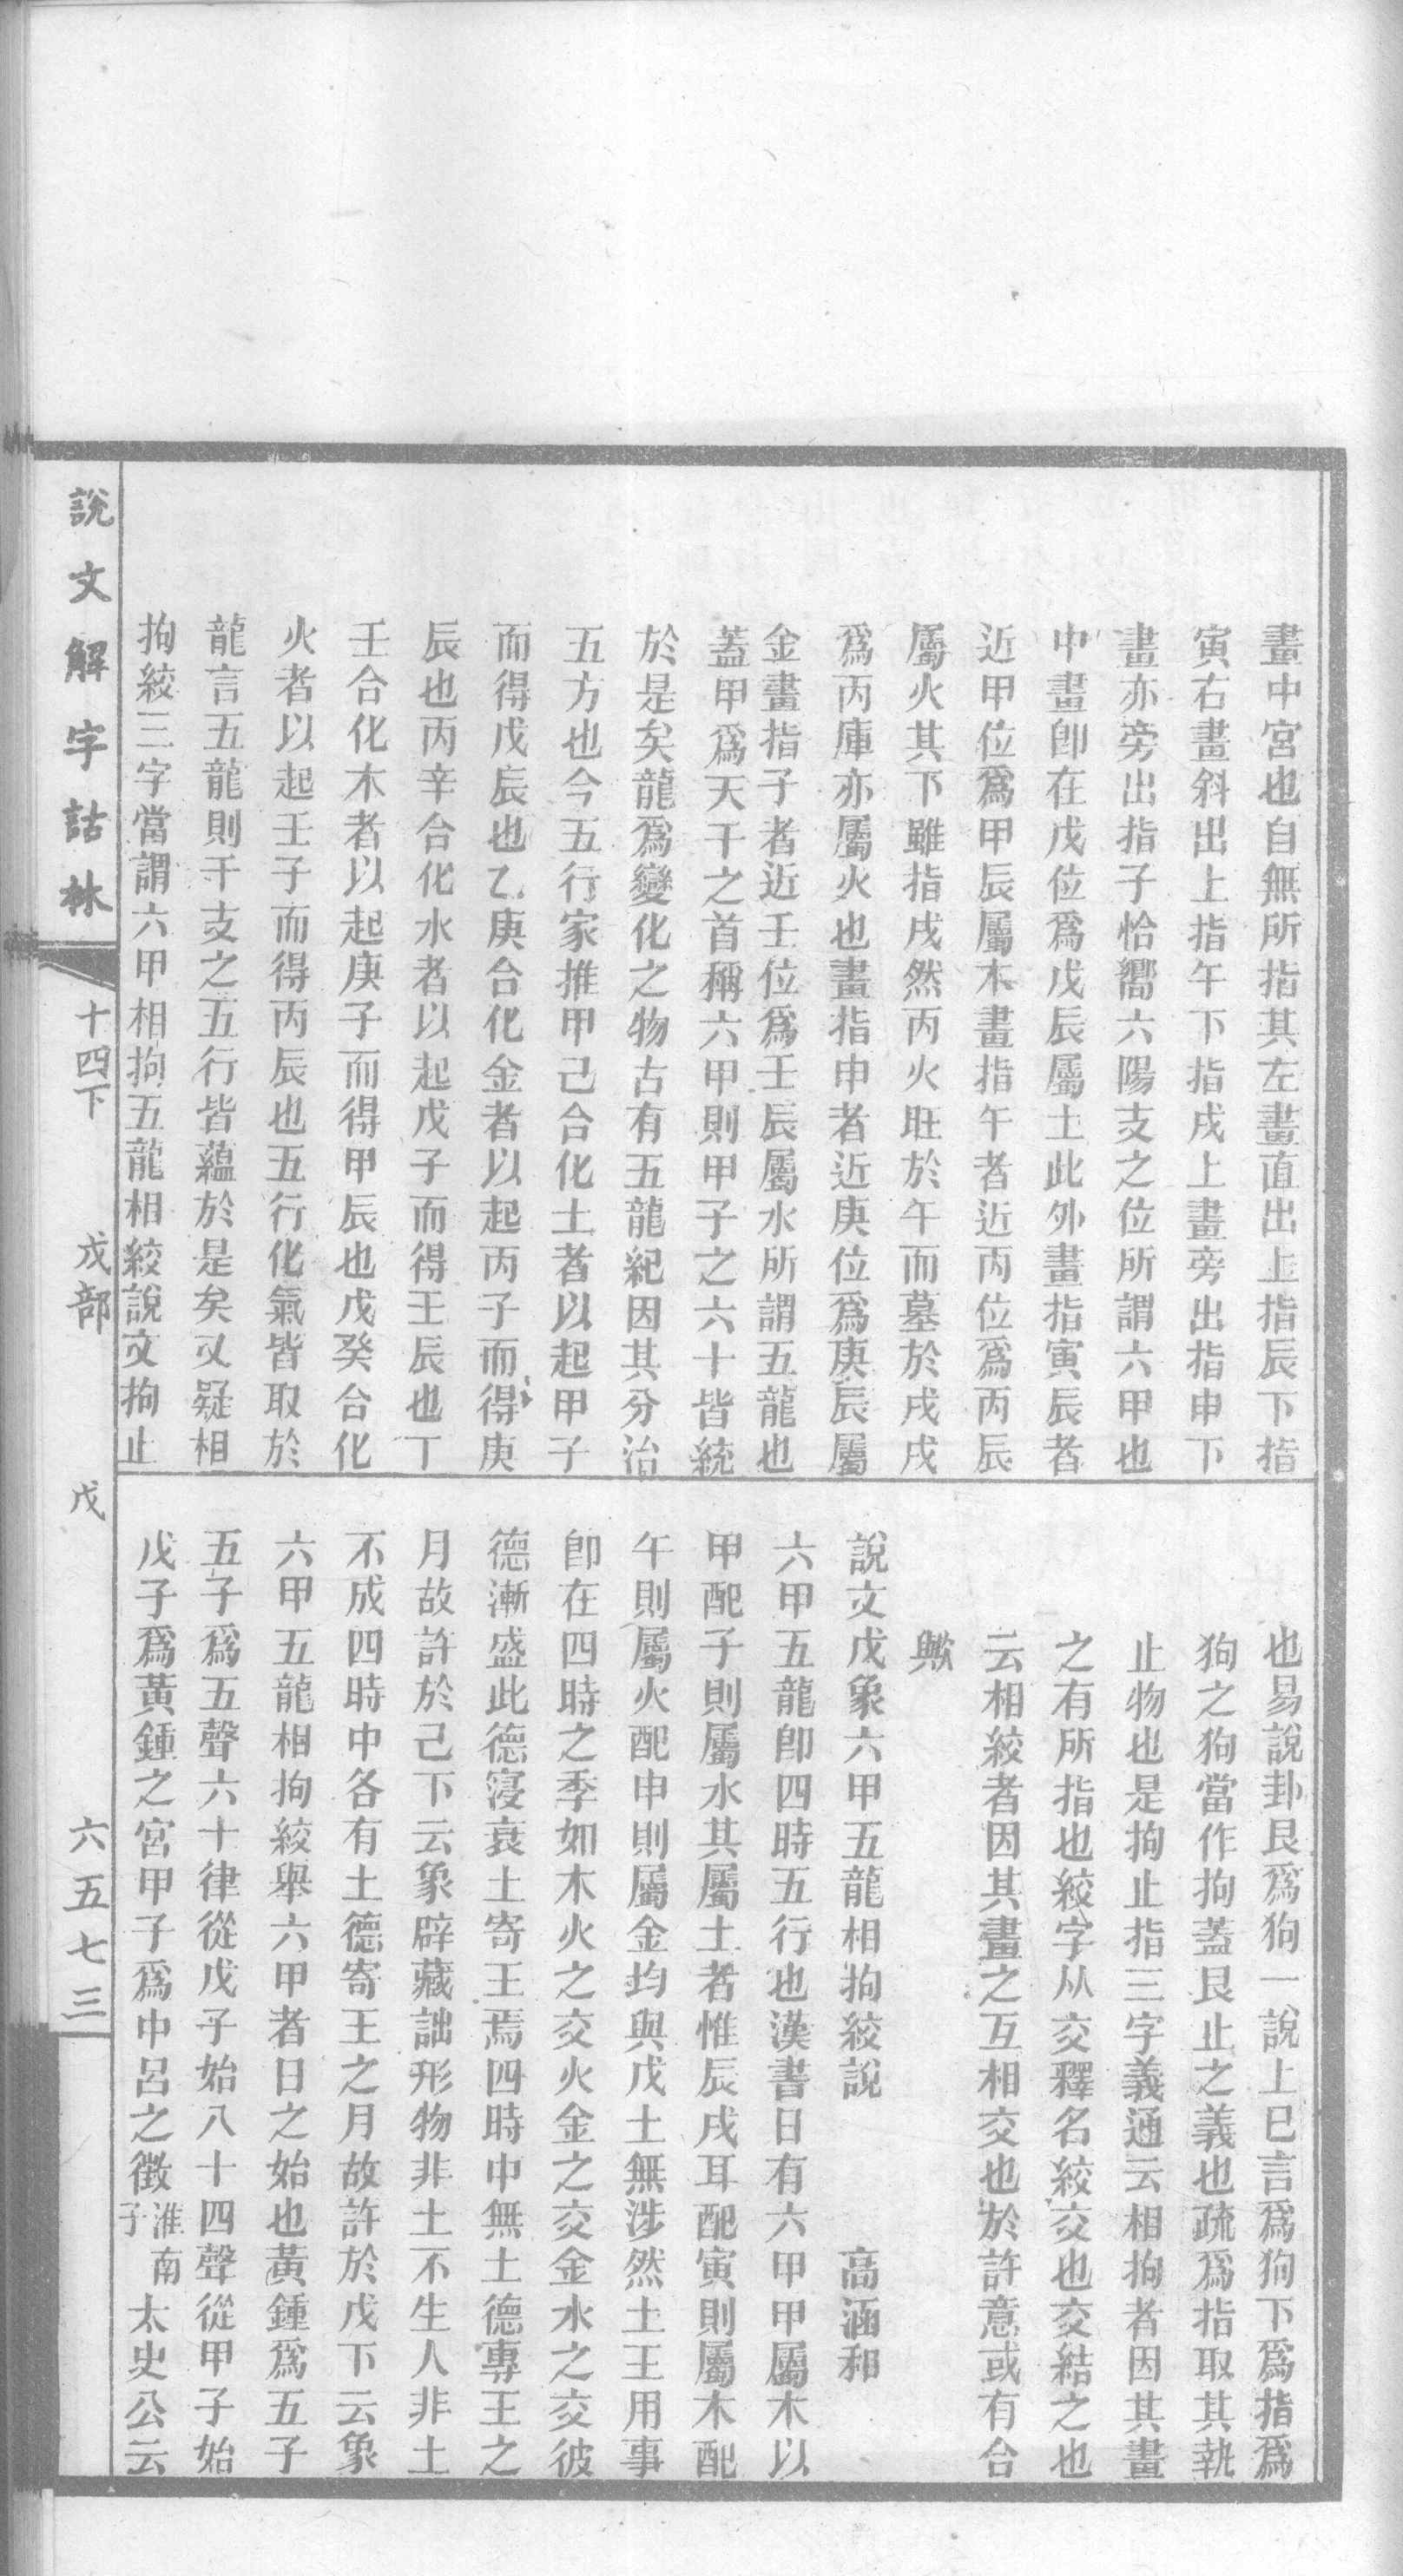 畫中宮也自無所指其左畫直出上指辰下指
寅右畫斜出上指午下指戌上畫旁出指申下
畫亦旁出指子恰嚮六陽支之位所謂六甲也
中畫卽在戊位爲戊辰屬土此外畫指寅辰者
近甲位爲甲辰屬木畫指午者近丙位爲丙辰
屬火其下雖指戌然丙火旺於午而墓於戌戌
爲丙庫亦屬火也畫指申者近庚位爲庚辰屬
金畫指子者近壬位爲壬辰屬水所謂五龍也
蓋甲爲天干之首稱六甲則甲子之六十皆統
於是矣龍爲變化之物古有五龍紀因其分治
五方也今五行家推甲己合化土者以起甲子
而得戊辰也乙庚合化金者以起丙子而得庚
辰也丙辛合化水者以起戊子而得壬辰也丁
壬合化木者以起庚子而得甲辰也戊癸合化
火者以起壬子而得丙辰也五行化氣皆取於
龍言五龍則干支之五行皆蘊於是矣又疑相
拘絞三字當謂六甲相拘五龍相絞說文拘止
也易說卦艮爲狗一說上已言爲狗下爲指爲
狗之狗當作拘蓋艮止之義也疏爲指取其執
止物也是拘止指三字義通云相拘者因其畫
之有所指也絞字从交釋名絞交也交結之也
云相絞者因其畫之互相交也於許意或有合
歟
說文戊象六甲五龍相拘絞說　高涵和
六甲五龍卽四時五行也漢書日有六甲甲屬木以
甲配子則屬水其屬土者惟辰戌耳配寅則屬木配
午則屬火配申則屬金均與戊土無涉然土王用事
卽在四時之季如木火之交火金之交金水之交彼
德漸盛此德寖衰土寄王焉四時中無土德專王之
月故許於己下云象辟藏詘形物非土不生人非土
不成四時中各有土德寄王之月故許於戊下云象
六甲五龍相拘絞舉六甲者日之始也黃鍾爲五子
五子爲五聲六十律從戊子始八十四聲從甲子始
戊子爲黃鍾之宮甲子爲中呂之徵淮南子太史公云
說文解字詁林　十四下　戊部　戊　六五七三